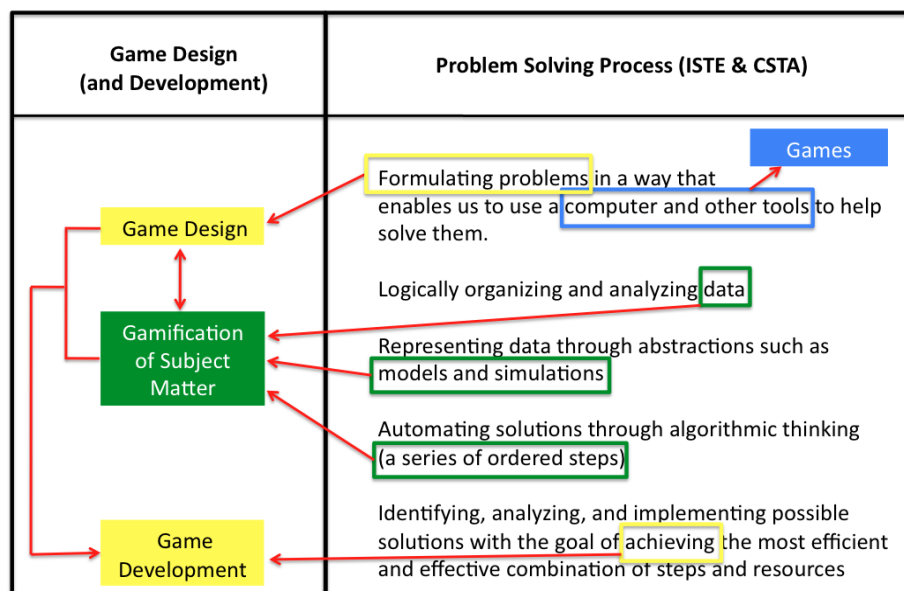 Game Design
(and Development)
Problem Solving Process (ISTE & CSTA)
Games
Formulating problems in a way that
enables us to use a computer and other tools to help
solve them.
Game Design
Logically organizing and analyzing data
Gamification
of Subject
Matter
Representing data through abstractions such as
models and simulations
Automating solutions through algorithmic thinking
(a series of ordered steps)
Identifying, analyzing, and implementing possible
solutions with the goal of achieving the most efficient
and effective combination of steps and resources
Game
Development